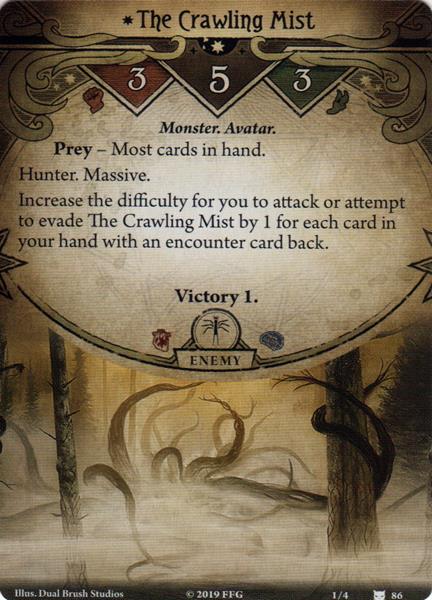 The Crawling Mist
3 5 3
Monster. Avatar.
Prey – Most cards in hand.
Hunter. Massive.
Increase the difficulty for you to attack or attempt
to evade The Crawling Mist by 1 for each card in
your hand with an encounter card back.
Victory 1.
ENEMY
Illus. Dual Brush Studios © 2019 FFG 1/4 86